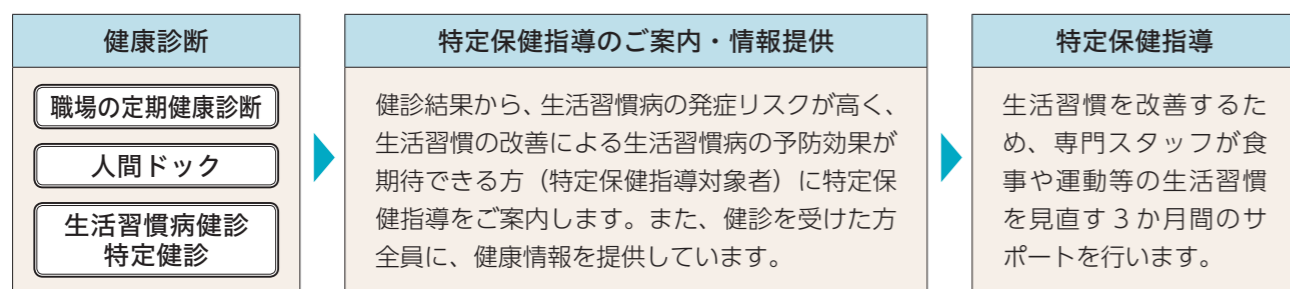 健康診断
職場の定期健康診断
人間ドック
生活習慣病健診
特定健診
特定保健指導のご案内・情報提供
健診結果から、生活習慣病の発症リスクが高く、
生活習慣の改善による生活習慣病の予防効果が
期待できる方（特定保健指導対象者）に特定保
健指導をご案内します。また、健診を受けた方
全員に、健康情報を提供しています。
特定保健指導
生活習慣を改善するた
め、専門スタッフが食
事や運動等の生活習慣
を見直す３か月間のサ
ポートを行います。